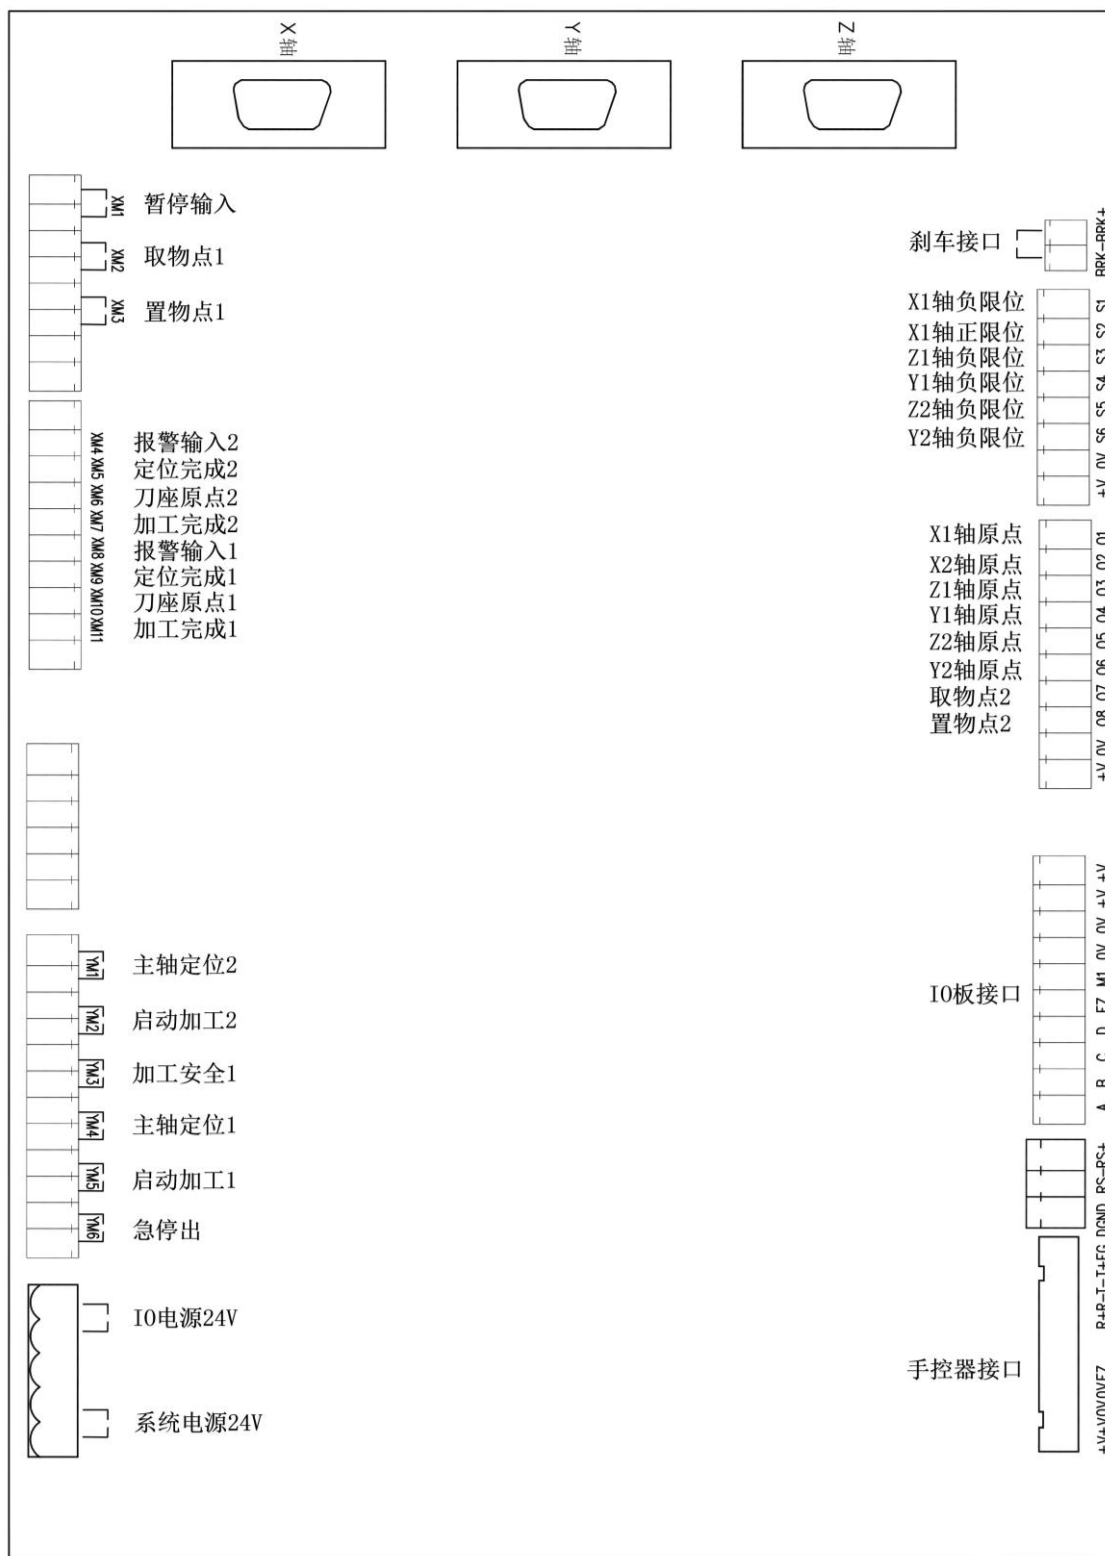 X轴
Y轴
Z轴
XM1 暂停输入
XM2 取物点1
XM3 置物点1
XM4 XM5 XM6 XM7 XM8 XM9 XM10 XM11
报警输入2
定位完成2
刀座原点2
加工完成2
报警输入1
定位完成1
刀座原点1
加工完成1
YM1 主轴定位2
YM2 启动加工2
YM3 加工安全1
YM4 主轴定位1
YM5 启动加工1
YM6 急停出
IO电源24V
系统电源24V
刹车接口
BRK-BRK+
X1轴负限位
X1轴正限位
Z1轴负限位
Y1轴负限位
Z2轴负限位
Y2轴负限位
+V 0V S6 S5 S4 S3 S2 S1
X1轴原点
X2轴原点
Z1轴原点
Y1轴原点
Z2轴原点
Y2轴原点
取物点2
置物点2
+V 0V 08 07 06 05 04 03 02 01
IO板接口
A B C D EZ M1 0V 0V +V +V
DGND RS-RS+
手控器接口